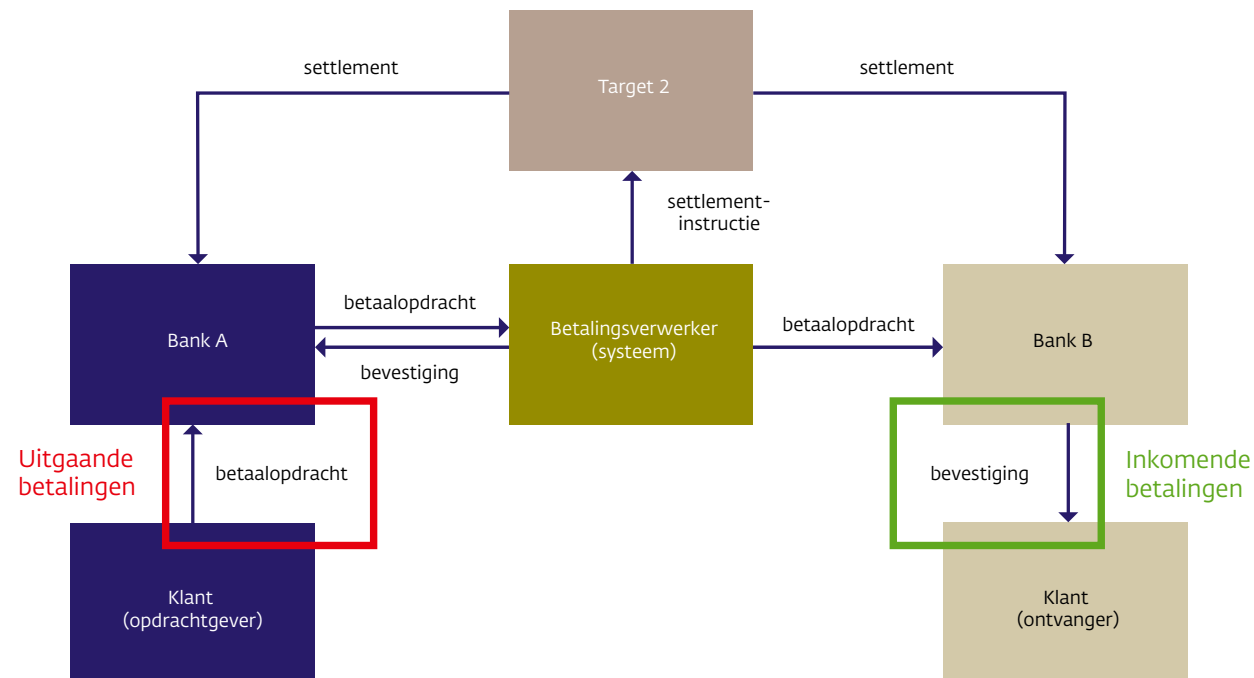 settlement
Target 2
settlement
settlement-
instructie
Bank A
betaalopdracht
bevestiging
Betalingsverwerker
(systeem)
betaalopdracht
Bank B
Uitgaande
betalingen
betaalopdracht
bevestiging
Inkomende
betalingen
Klant
(opdrachtgever)
Klant
(ontvanger)